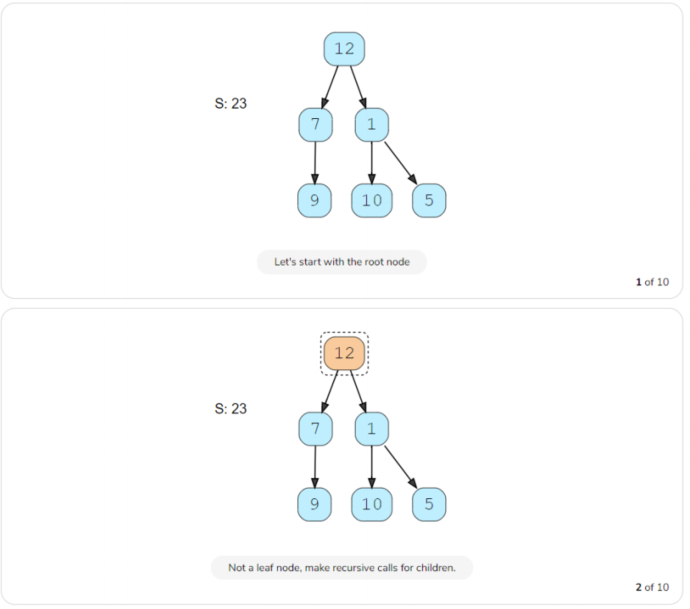 12
S: 23
7 1
9 10 5
Let's start with the root node
1 of 10
12
S: 23
7 1
9 10 5
Not a leaf node, make recursive calls for children.
2 of 10